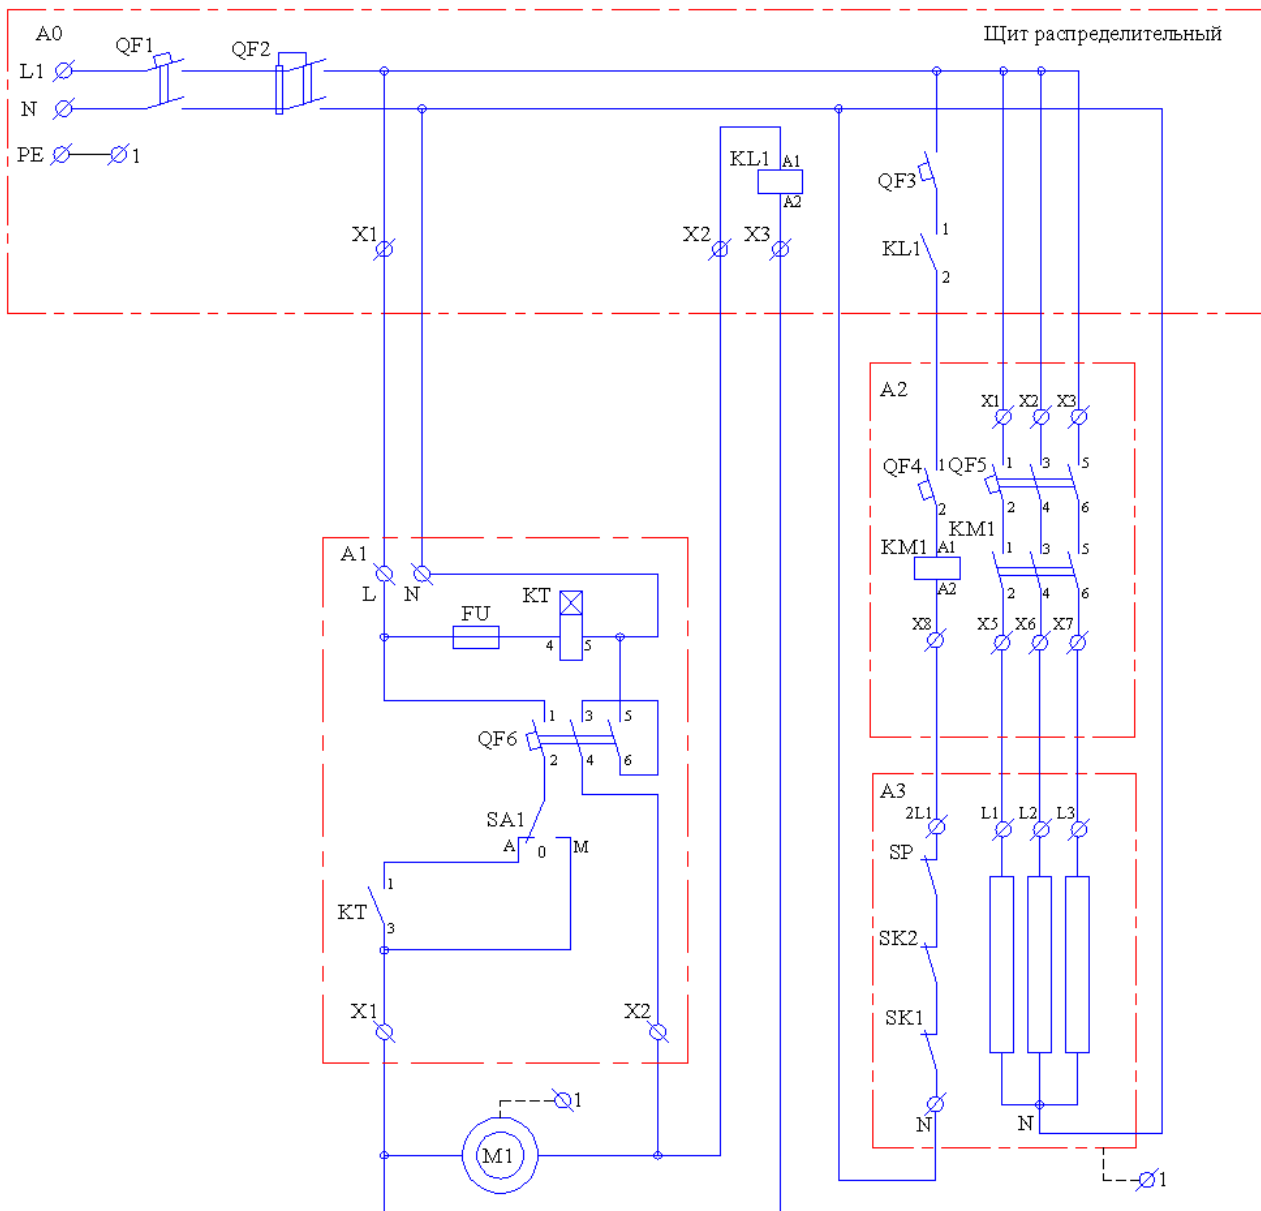 A0
QF1
QF2
Щит распределительный
L1
N
PE
1
KL1
A1
A2
QF3
X1
X2
X3
KL1
1
2
A2
X1
X2
X3
QF4
1
2
QF5
1
3
5
2
4
6
KM1
A1
A2
KM1
1
3
5
2
4
6
X8
X5
X6
X7
A1
L
N
FU
KT
4
5
QF6
1
3
5
2
4
6
SA1
A
0
M
KT
1
3
X1
X2
A3
2L1
L1
L2
L3
SP
SK2
SK1
N
N
M1
1
1